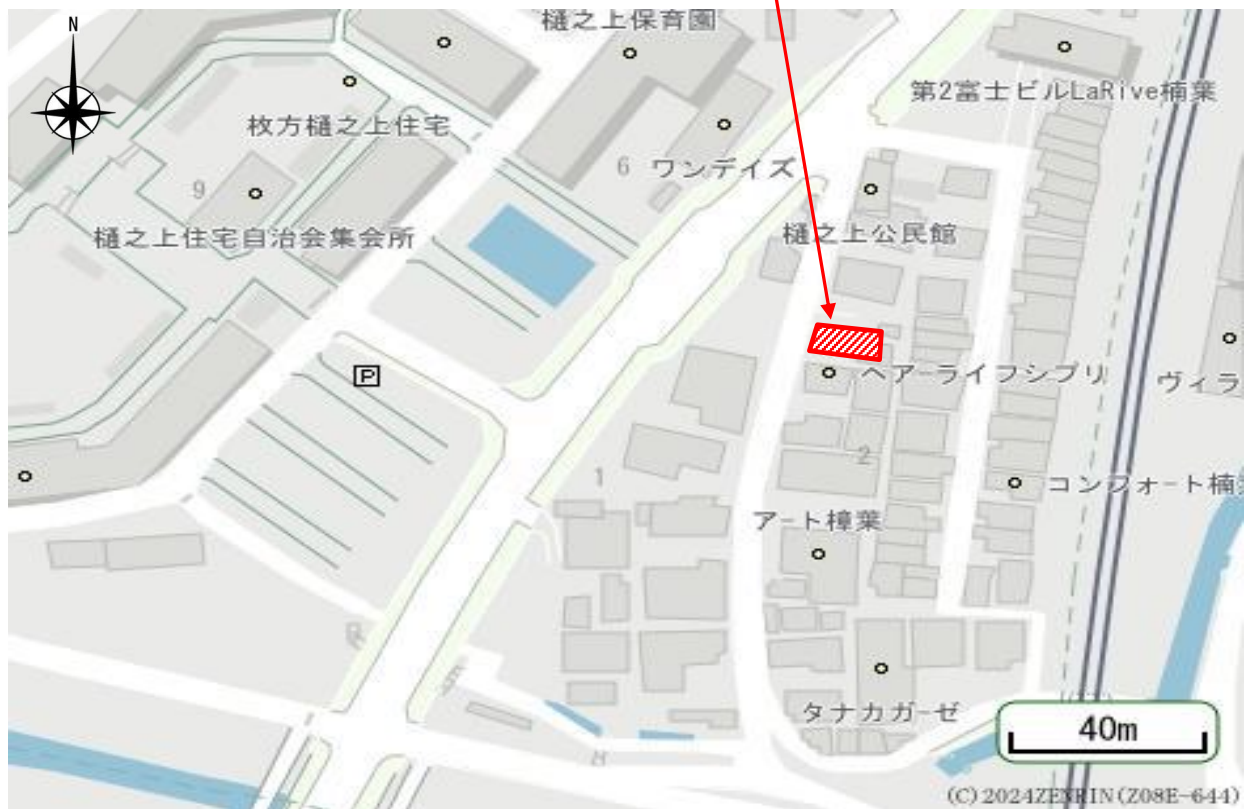 N
樋之上保育園
第2富士ビルLaRive楠葉
枚方樋之上住宅
6
ワンデイズ
9
樋之上住宅自治会集会所
樋之上公民館
P
ヘアーライフシブリ
ヴィラ
1
2
コンフォート楠
アート樟葉
タナカガーゼ
40m
(C) 2024ZENRIN(Z08E-644)